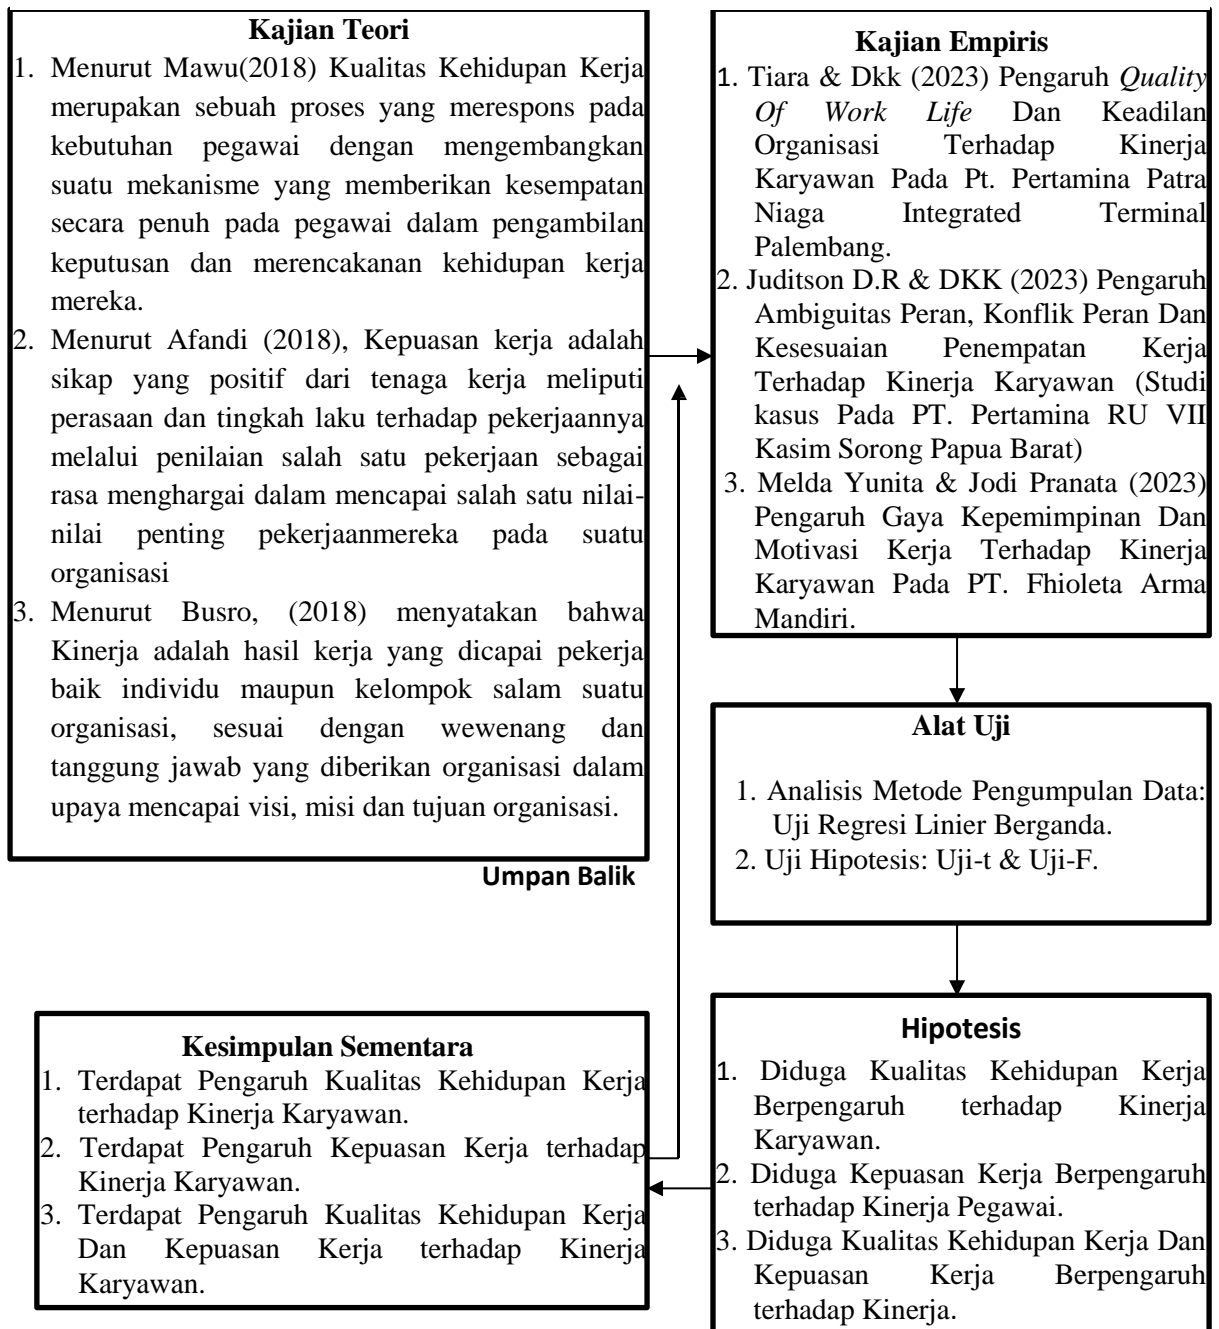 Kajian Teori
1. Menurut Mawu(2018) Kualitas Kehidupan Kerja
merupakan sebuah proses yang merespons pada
kebutuhan pegawai dengan mengembangkan
suatu mekanisme yang memberikan kesempatan
secara penuh pada pegawai dalam pengambilan
keputusan dan merencakanan kehidupan kerja
mereka.
2. Menurut Afandi (2018), Kepuasan kerja adalah
sikap yang positif dari tenaga kerja meliputi
perasaan dan tingkah laku terhadap pekerjaannya
melalui penilaian salah satu pekerjaan sebagai
rasa menghargai dalam mencapai salah satu nilai-
nilai penting pekerjaanmereka pada suatu
organisasi
3. Menurut Busro, (2018) menyatakan bahwa
Kinerja adalah hasil kerja yang dicapai pekerja
baik individu maupun kelompok salam suatu
organisasi, sesuai dengan wewenang dan
tanggung jawab yang diberikan organisasi dalam
upaya mencapai visi, misi dan tujuan organisasi.
Kajian Empiris
1. Tiara & Dkk (2023) Pengaruh Quality
Of Work Life Dan Keadilan
Organisasi Terhadap Kinerja
Karyawan Pada Pt. Pertamina Patra
Niaga Integrated Terminal
Palembang.
2. Juditson D.R & DKK (2023) Pengaruh
Ambiguitas Peran, Konflik Peran Dan
Kesesuaian Penempatan Kerja
Terhadap Kinerja Karyawan (Studi
kasus Pada PT. Pertamina RU VII
Kasim Sorong Papua Barat)
3. Melda Yunita & Jodi Pranata (2023)
Pengaruh Gaya Kepemimpinan Dan
Motivasi Kerja Terhadap Kinerja
Karyawan Pada PT. Fhioleta Arma
Mandiri.
Alat Uji
1. Analisis Metode Pengumpulan Data:
Uji Regresi Linier Berganda.
2. Uji Hipotesis: Uji-t & Uji-F.
Umpan Balik
Hipotesis
1. Diduga Kualitas Kehidupan Kerja
Berpengaruh terhadap Kinerja
Karyawan.
2. Diduga Kepuasan Kerja Berpengaruh
terhadap Kinerja Pegawai.
3. Diduga Kualitas Kehidupan Kerja Dan
Kepuasan Kerja Berpengaruh
terhadap Kinerja.
Kesimpulan Sementara
1. Terdapat Pengaruh Kualitas Kehidupan Kerja
terhadap Kinerja Karyawan.
2. Terdapat Pengaruh Kepuasan Kerja terhadap
Kinerja Karyawan.
3. Terdapat Pengaruh Kualitas Kehidupan Kerja
Dan Kepuasan Kerja terhadap Kinerja
Karyawan.